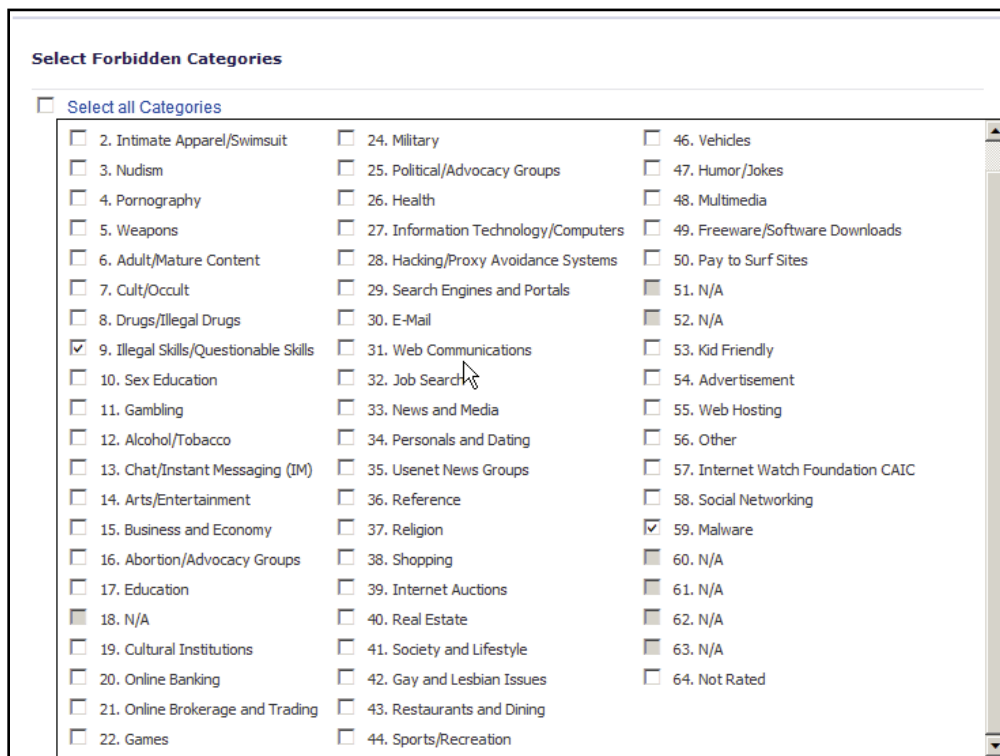 Select Forbidden Categories
Select all Categories
2. Intimate Apparel/Swimsuit
3. Nudism
4. Pornography
5. Weapons
6. Adult/Mature Content
7. Cult/Occult
8. Drugs/Illegal Drugs
9. Illegal Skills/Questionable Skills
10. Sex Education
11. Gambling
12. Alcohol/Tobacco
13. Chat/Instant Messaging (IM)
14. Arts/Entertainment
15. Business and Economy
16. Abortion/Advocacy Groups
17. Education
18. N/A
19. Cultural Institutions
20. Online Banking
21. Online Brokerage and Trading
22. Games
24. Military
25. Political/Advocacy Groups
26. Health
27. Information Technology/Computers
28. Hacking/Proxy Avoidance Systems
29. Search Engines and Portals
30. E-Mail
31. Web Communications
32. Job Search
33. News and Media
34. Personals and Dating
35. Usenet News Groups
36. Reference
37. Religion
38. Shopping
39. Internet Auctions
40. Real Estate
41. Society and Lifestyle
42. Gay and Lesbian Issues
43. Restaurants and Dining
44. Sports/Recreation
46. Vehicles
47. Humor/Jokes
48. Multimedia
49. Freeware/Software Downloads
50. Pay to Surf Sites
51. N/A
52. N/A
53. Kid Friendly
54. Advertisement
55. Web Hosting
56. Other
57. Internet Watch Foundation CAIC
58. Social Networking
59. Malware
60. N/A
61. N/A
62. N/A
63. N/A
64. Not Rated